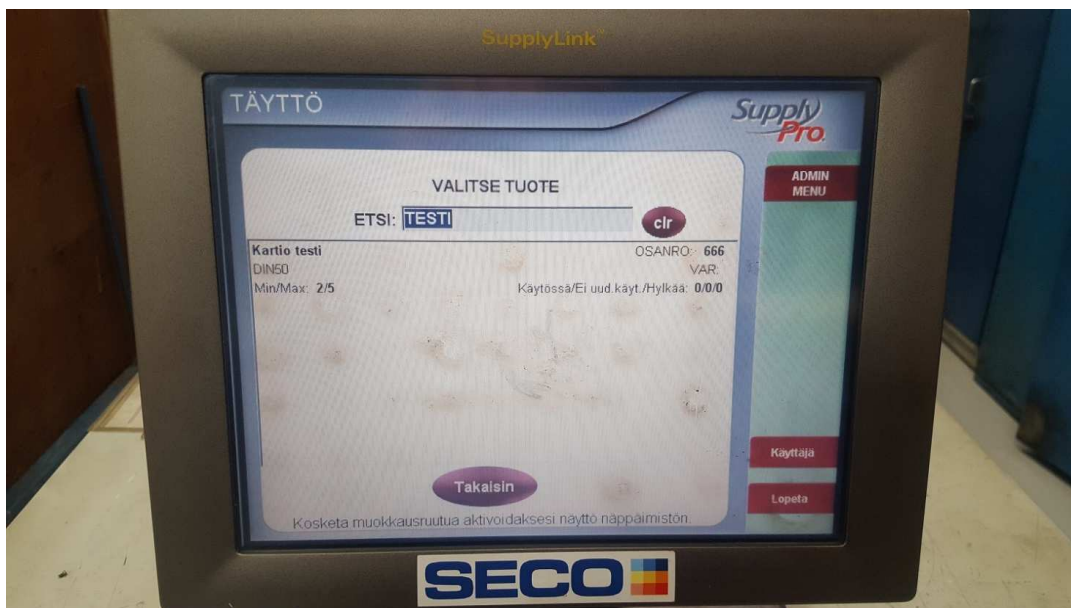 SupplyLink
TÄYTTÖ
Supply Pro.
VALITSE TUOTE
ETSI: TESTI clr
Kartio testi OSANRO: 666
DIN50 VAR:
Min/Max: 2/5 Käytössä/Ei uud.käyt./Hylkää: 0/0/0
ADMIN
MENU
Käyttäjä
Takaisin
Lopeta
Kosketa muokkausruutua aktivoidaksesi näyttö näppäimistön.
SECO